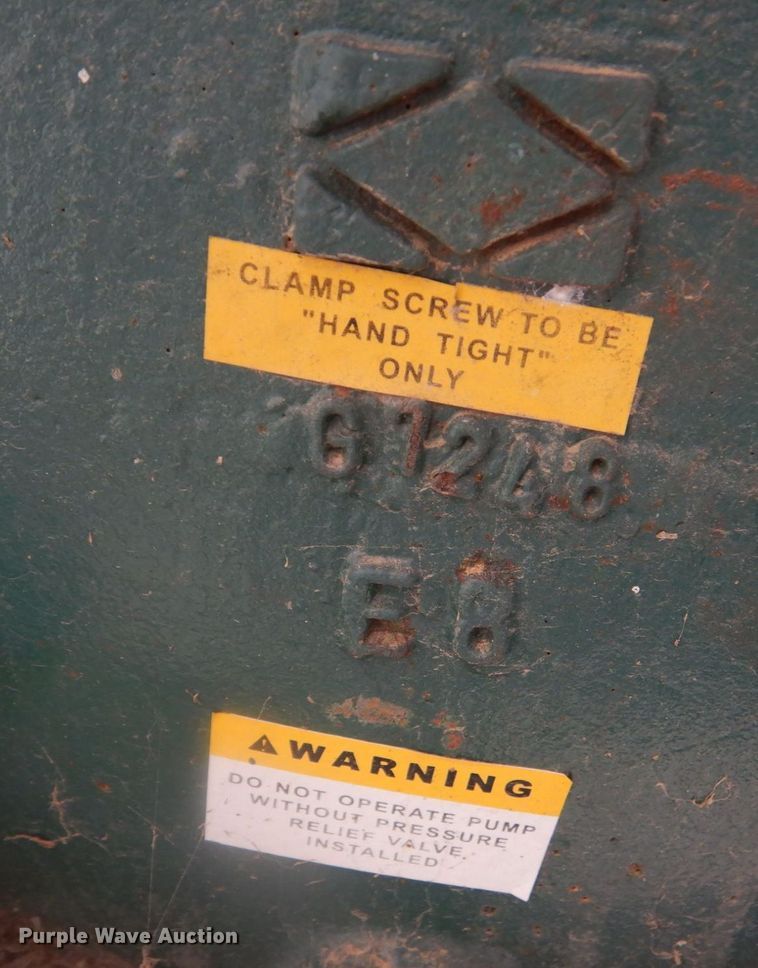 CLAMP SCREW TO BE
"HAND TIGHT"
ONLY
G1248
E8
WARNING
DO NOT OPERATE PUMP
WITHOUT PRESSURE
RELIEF VALVE
INSTALLED
Purple Wave Auction